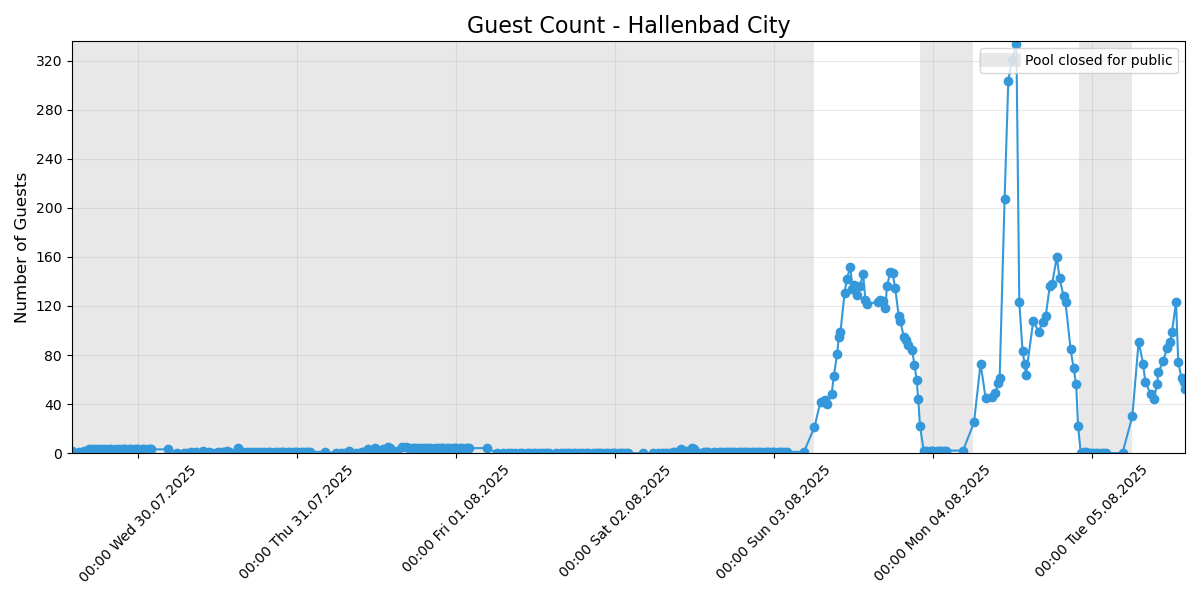 Guest Count - Hallenbad City
Pool closed for public
Number of Guests
320
280
240
200
160
120
80
40
0
00:00 Wed 30.07.2025
00:00 Thu 31.07.2025
00:00 Fri 01.08.2025
00:00 Sat 02.08.2025
00:00 Sun 03.08.2025
00:00 Mon 04.08.2025
00:00 Tue 05.08.2025